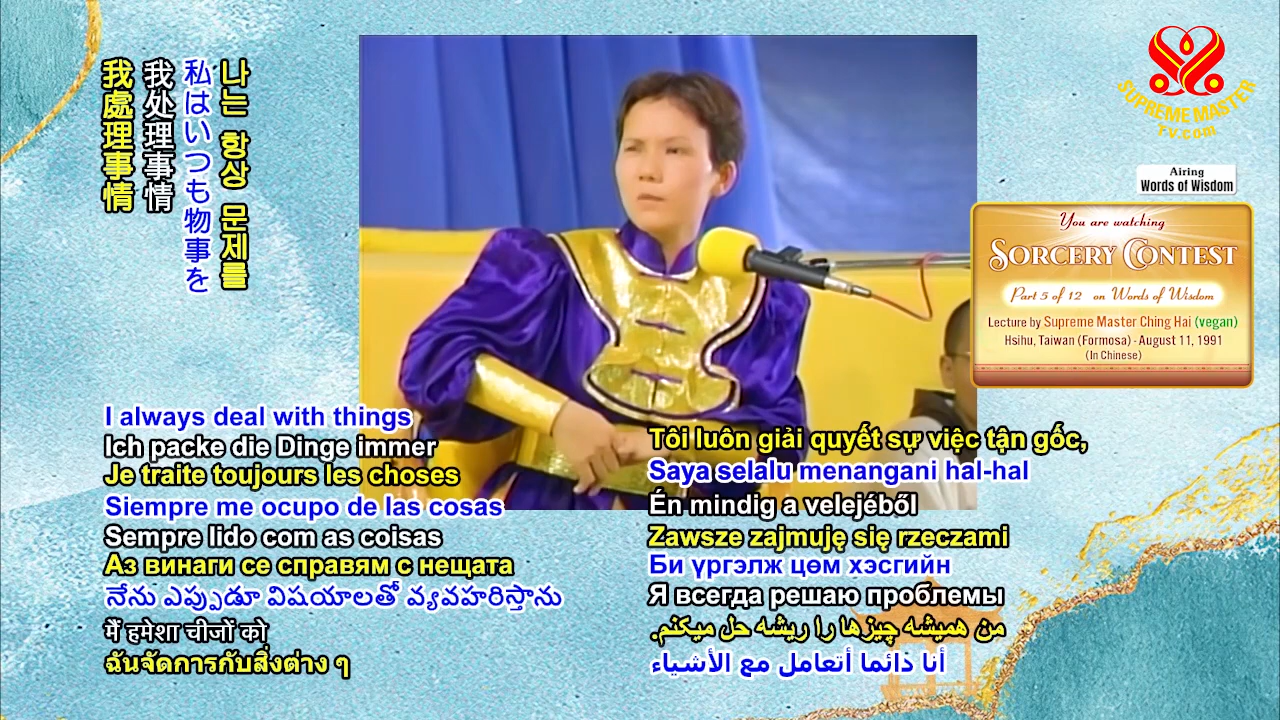 나는 항상 문제를
私はいつも物事を
我处理事情
我處理事情
SUPREME MASTER
TV.com
Airing
Words of Wisdom
You are watching
SORCERY CONTEST
Part 5 of 12 on Words of Wisdom
Lecture by Supreme Master Ching Hai (vegan)
Hsihu, Taiwan (Formosa) - August 11, 1991
(In Chinese)
I always deal with things
Ich packe die Dinge immer
Je traite toujours les choses
Siempre me ocupo de las cosas
Sempre lido com as coisas
Аз винаги се справям с нещата
నేను ఎప్పుడూ విషయాలతో వ్యవహరిస్తాను
मैं हमेशा चीजों को
ฉันจัดการกับสิ่งต่าง ๆ
Tôi luôn giải quyết sự việc tận gốc,
Saya selalu menangani hal-hal
Én mindig a velejéből
Zawsze zajmuję się rzeczami
Би үргэлж цөм хэсгийн
Я всегда решаю проблемы
من همیشه چیزها را ریشه حل میکنم.
أنا ذائما أتعامل مع الأشياء